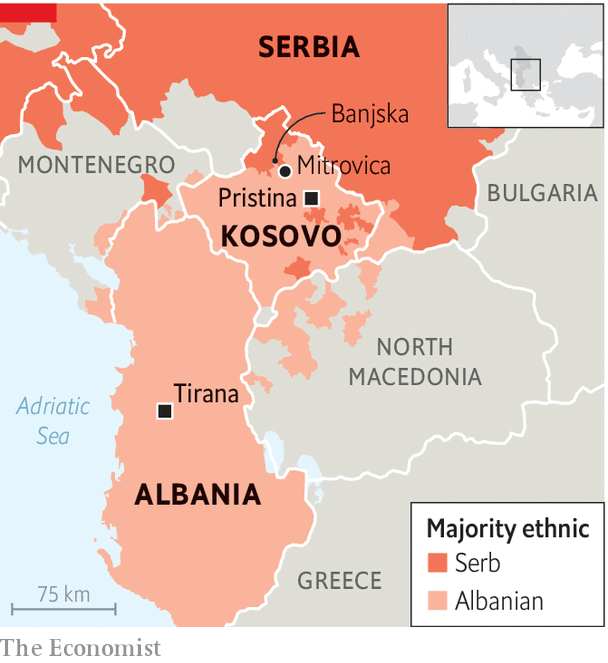 SERBIA
Banjska
MONTENEGRO
Mitrovica
Pristina
BULGARIA
KOSOVO
NORTH
MACEDONIA
Tirana
Adriatic
Sea
ALBANIA
Majority ethnic
Serb
GREECE
Albanian
75 km
The Economist